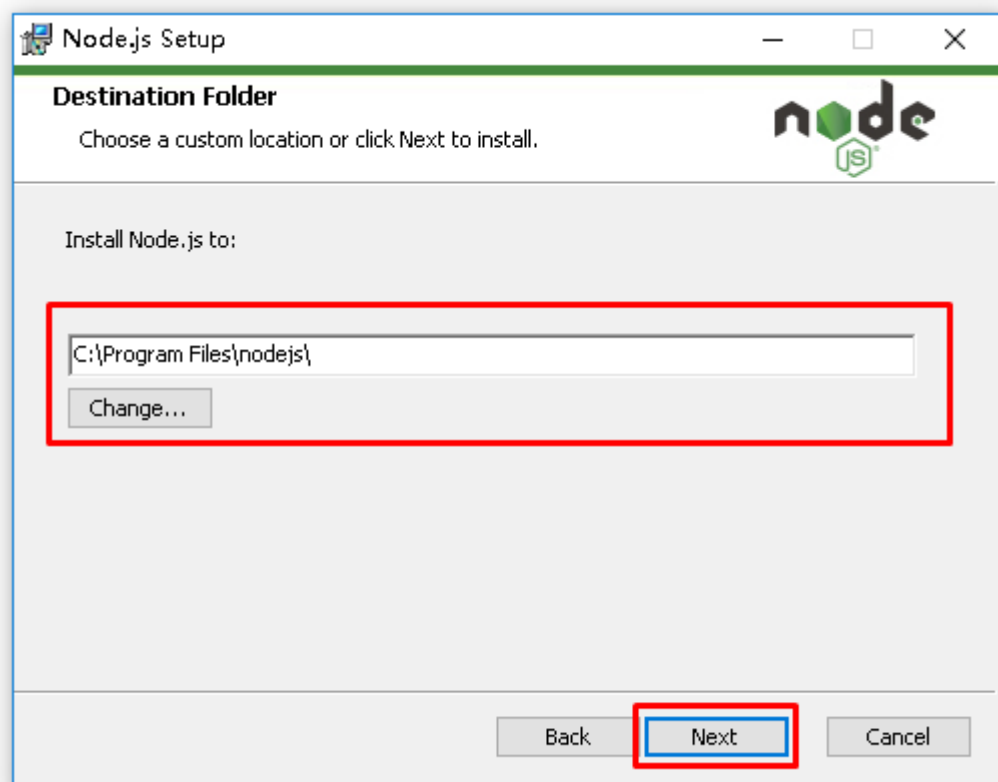 Node.js Setup
Destination Folder
Choose a custom location or click Next to install.
node
JS
Install Node.js to:
C:\Program Files\nodejs\
Change...
Back Next Cancel